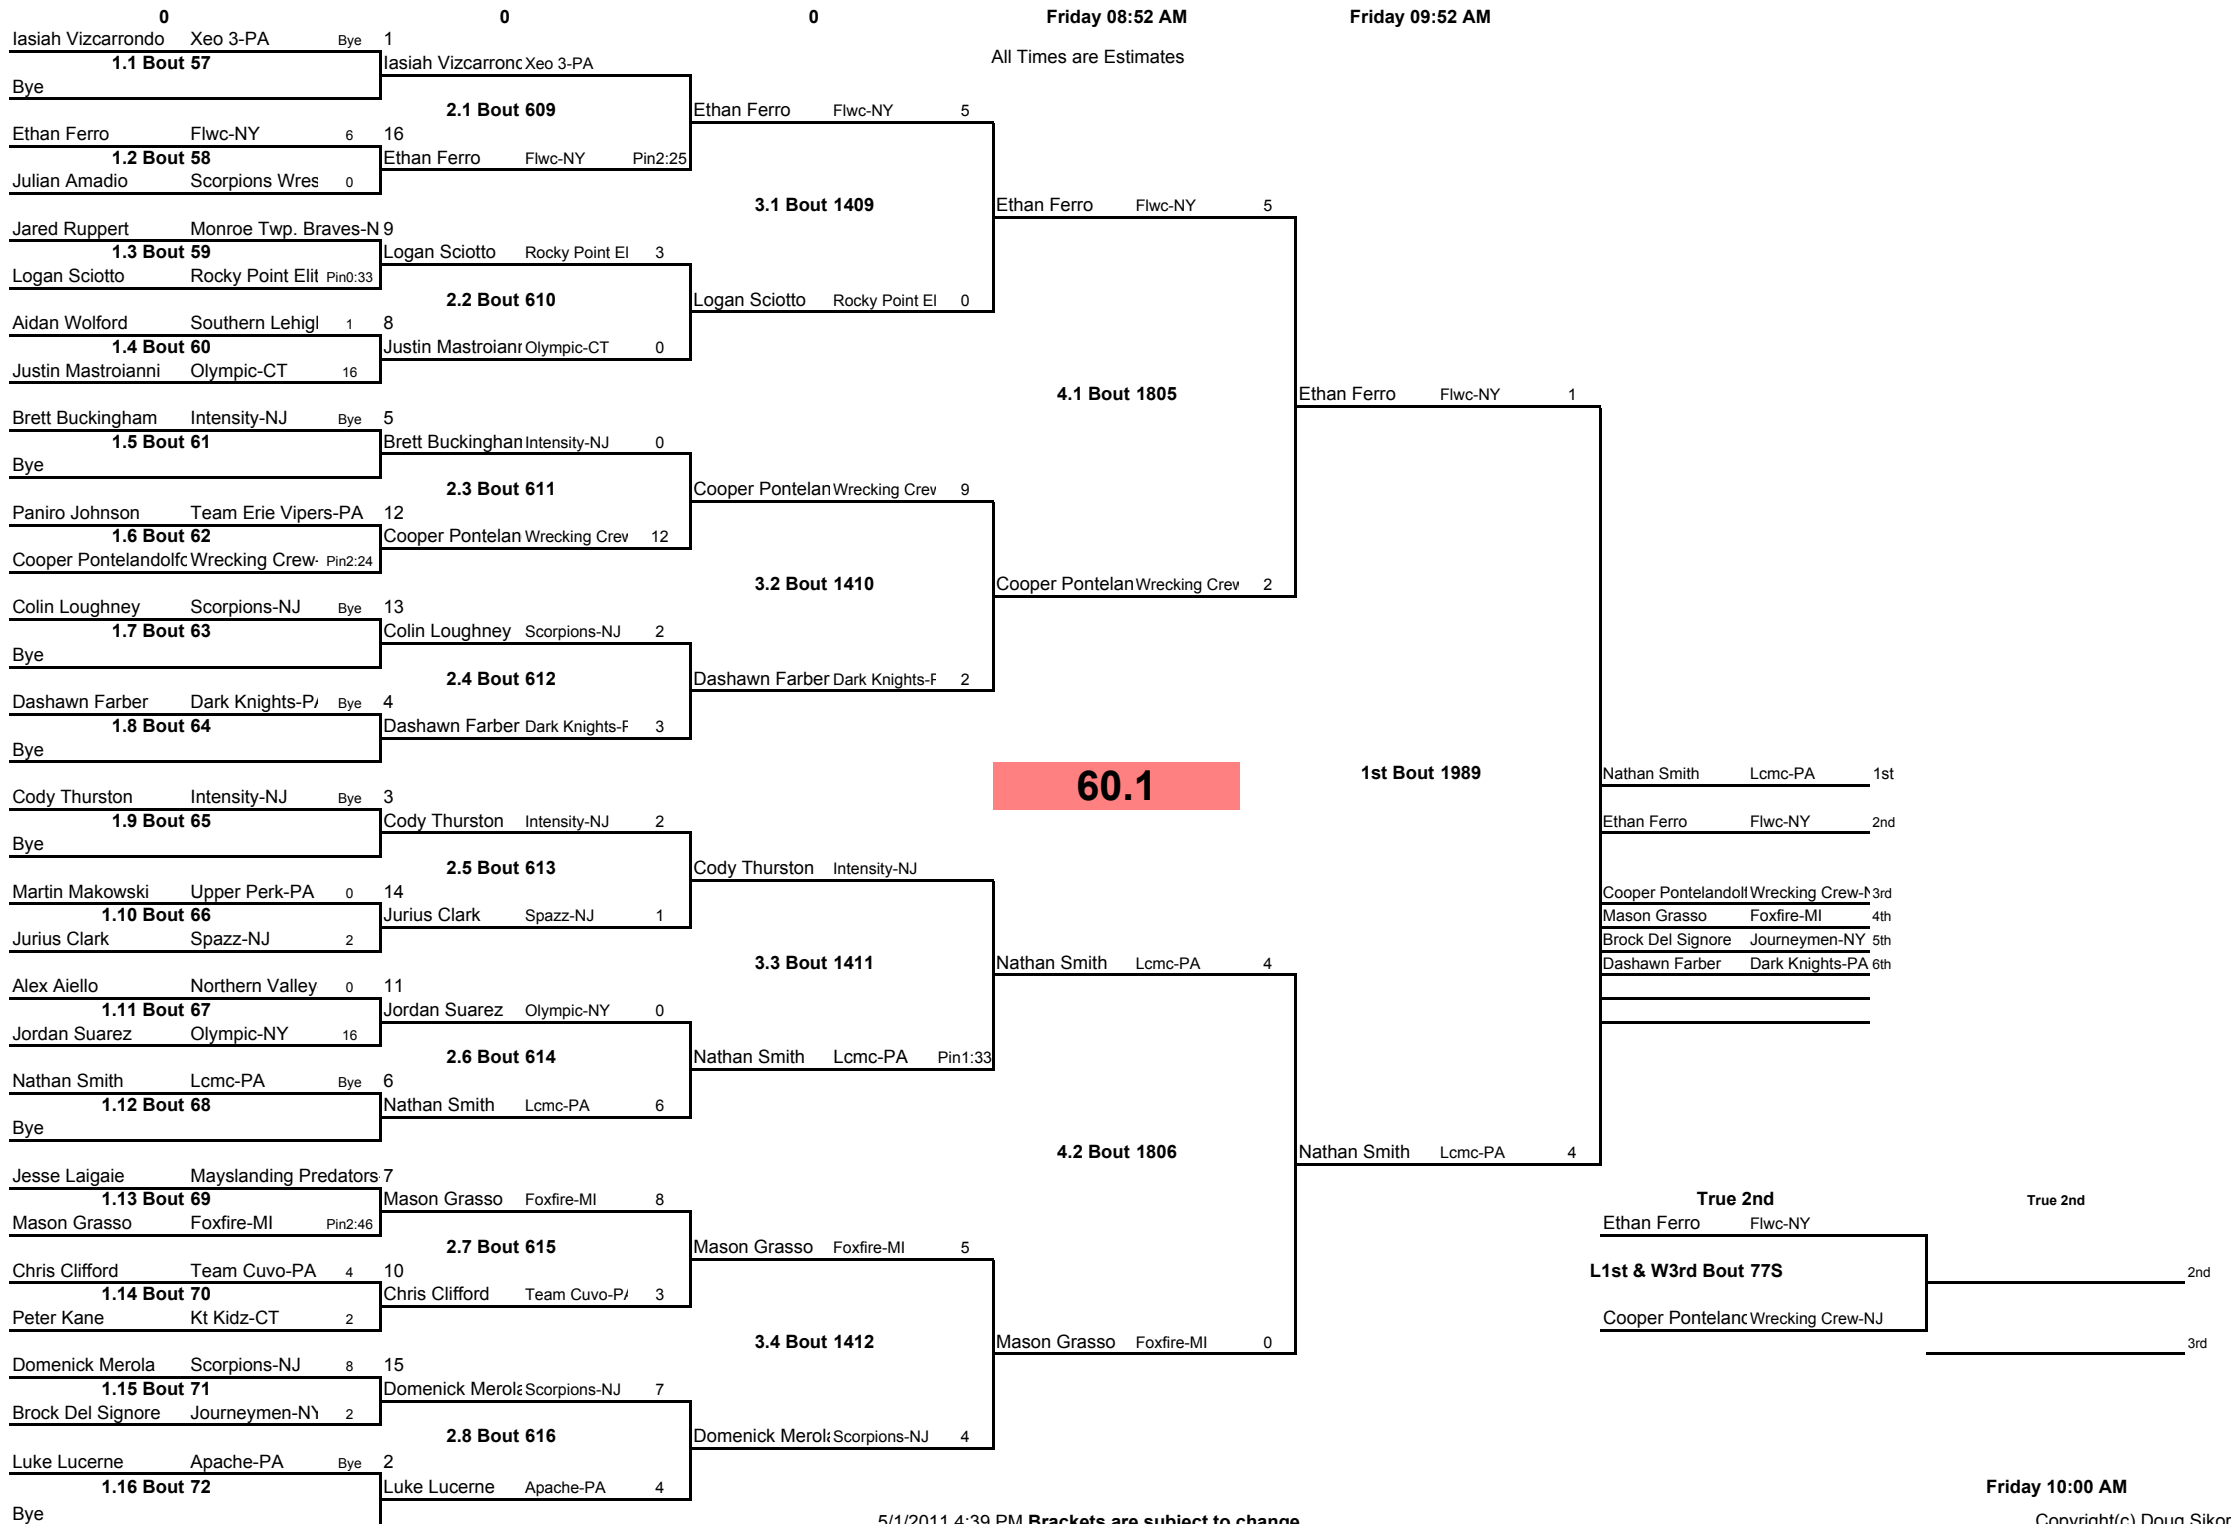 0 0 0 Friday 08:52 AM Friday 09:52 AM
All Times are Estimates
Iasiah Vizcarrondo Xeo 3-PA Bye 1
1.1 Bout 57
Bye
Ethan Ferro Flwc-NY 6 16
1.2 Bout 58
Julian Amadio Scorpions Wres 0
Jared Ruppert Monroe Twp. Braves-N 9
1.3 Bout 59
Logan Sciotto Rocky Point Elit Pin0:33
Aidan Wolford Southern Lehigl 1 8
1.4 Bout 60
Justin Mastroianni Olympic-CT 16
Brett Buckingham Intensity-NJ Bye 5
1.5 Bout 61
Bye
Paniro Johnson Team Erie Vipers-PA 12
1.6 Bout 62
Cooper Pontelandolfo Wrecking Crew- Pin2:24
Colin Loughney Scorpions-NJ Bye 13
1.7 Bout 63
Bye
Dashawn Farber Dark Knights-PA Bye 4
1.8 Bout 64
Bye
Cody Thurston Intensity-NJ Bye 3
1.9 Bout 65
Bye
Martin Makowski Upper Perk-PA 0 14
1.10 Bout 66
Jurius Clark Spazz-NJ 2
Alex Aiello Northern Valley 0 11
1.11 Bout 67
Jordan Suarez Olympic-NY 16
Nathan Smith Lcmc-PA Bye 6
1.12 Bout 68
Bye
Jesse Laigaie Mayslanding Predators- 7
1.13 Bout 69
Mason Grasso Foxfire-MI Pin2:46
Chris Clifford Team Cuvo-PA 4 10
1.14 Bout 70
Peter Kane Kt Kidz-CT 2
Domenick Merola Scorpions-NJ 8 15
1.15 Bout 71
Brock Del Signore Journeymen-NY 2
Luke Lucerne Apache-PA Bye 2
1.16 Bout 72
Bye
Iasiah Vizcarronc Xeo 3-PA
2.1 Bout 609
Ethan Ferro Flwc-NY Pin2:25
Logan Sciotto Rocky Point El 3
2.2 Bout 610
Justin Mastroianr Olympic-CT 0
Brett Buckinghan Intensity-NJ 0
2.3 Bout 611
Cooper Pontelan Wrecking Crew 12
Colin Loughney Scorpions-NJ 2
2.4 Bout 612
Dashawn Farber Dark Knights-F 3
Cody Thurston Intensity-NJ 2
2.5 Bout 613
Jurius Clark Spazz-NJ 1
Jordan Suarez Olympic-NY 0
2.6 Bout 614
Nathan Smith Lcmc-PA 6
Mason Grasso Foxfire-MI 8
2.7 Bout 615
Chris Clifford Team Cuvo-PA 3
Domenick Merola Scorpions-NJ 7
2.8 Bout 616
Luke Lucerne Apache-PA 4
Ethan Ferro Flwc-NY 5
3.1 Bout 1409
Logan Sciotto Rocky Point El 0
Cooper Pontelan Wrecking Crew 9
3.2 Bout 1410
Dashawn Farber Dark Knights-F 2
Cody Thurston Intensity-NJ
3.3 Bout 1411
Nathan Smith Lcmc-PA Pin1:33
Mason Grasso Foxfire-MI 5
3.4 Bout 1412
Domenick Merola Scorpions-NJ 4
Ethan Ferro Flwc-NY 5
4.1 Bout 1805
Cooper Pontelan Wrecking Crew 2
60.1
Nathan Smith Lcmc-PA 4
4.2 Bout 1806
Mason Grasso Foxfire-MI 0
Ethan Ferro Flwc-NY 1
1st Bout 1989
Nathan Smith Lcmc-PA 4
Nathan Smith Lcmc-PA 1st
Ethan Ferro Flwc-NY 2nd
Cooper Pontelandolf Wrecking Crew-N 3rd
Mason Grasso Foxfire-MI 4th
Brock Del Signore Journeymen-NY 5th
Dashawn Farber Dark Knights-PA 6th
True 2nd True 2nd
Ethan Ferro Flwc-NY
L1st & W3rd Bout 77S 2nd
Cooper Pontelanc Wrecking Crew-NJ
3rd
Friday 10:00 AM
5/1/2011 4:39 PM Brackets are subject to change
Copyright(c) Doug Sikor